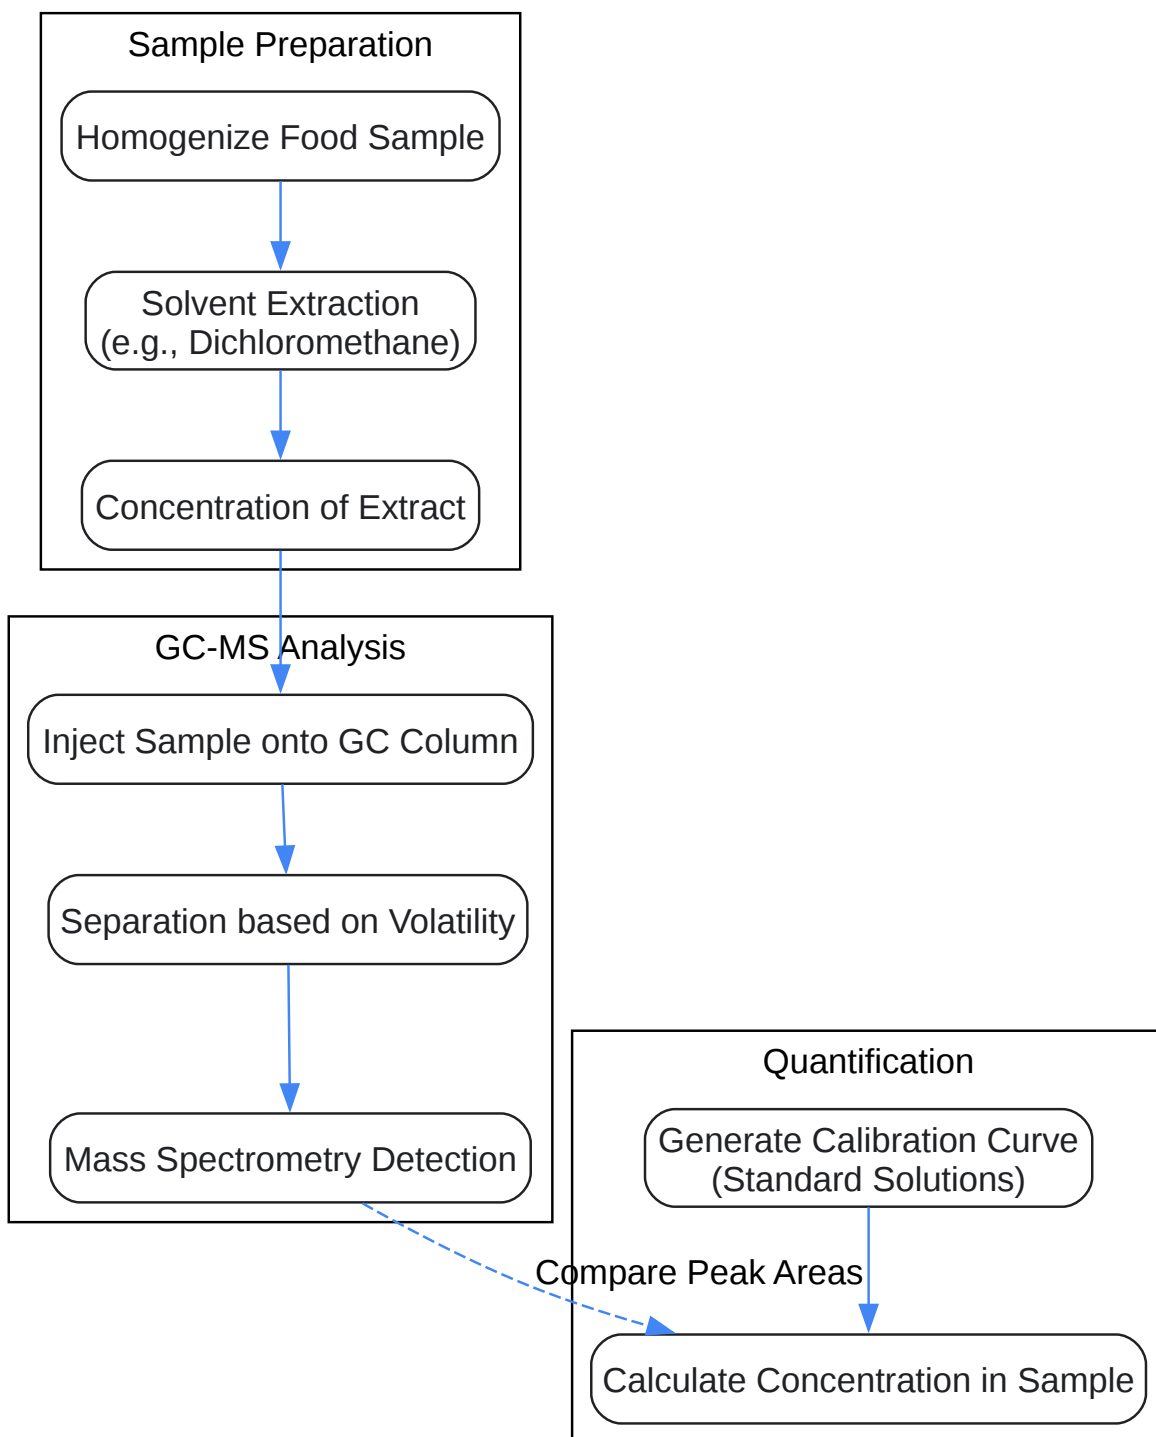 Sample Preparation
Homogenize Food Sample
Solvent Extraction
(e.g., Dichloromethane)
Concentration of Extract
GC-MS Analysis
Inject Sample onto GC Column
Separation based on Volatility
Mass Spectrometry Detection
Quantification
Generate Calibration Curve
(Standard Solutions)
Compare Peak Areas
Calculate Concentration in Sample